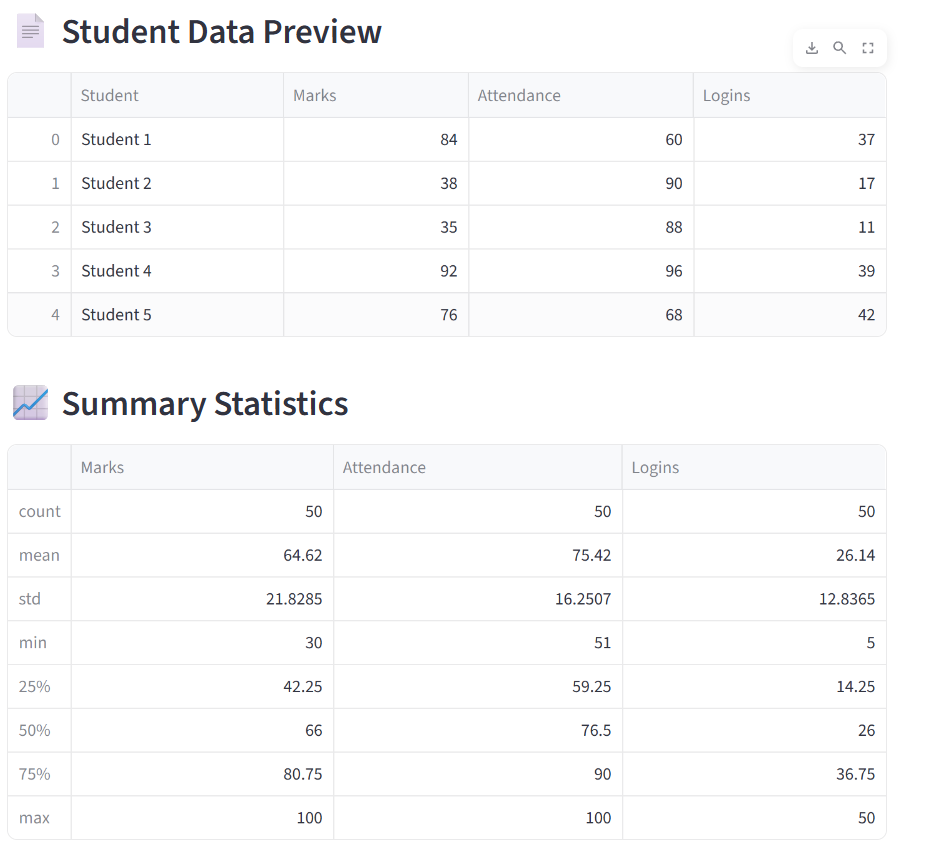 Student Data Preview
Student Marks Attendance Logins
0 Student 1 84 60 37
1 Student 2 38 90 17
2 Student 3 35 88 11
3 Student 4 92 96 39
4 Student 5 76 68 42
Summary Statistics
Marks Attendance Logins
count 50 50 50
mean 64.62 75.42 26.14
std 21.8285 16.2507 12.8365
min 30 51 5
25% 42.25 59.25 14.25
50% 66 76.5 26
75% 80.75 90 36.75
max 100 100 50